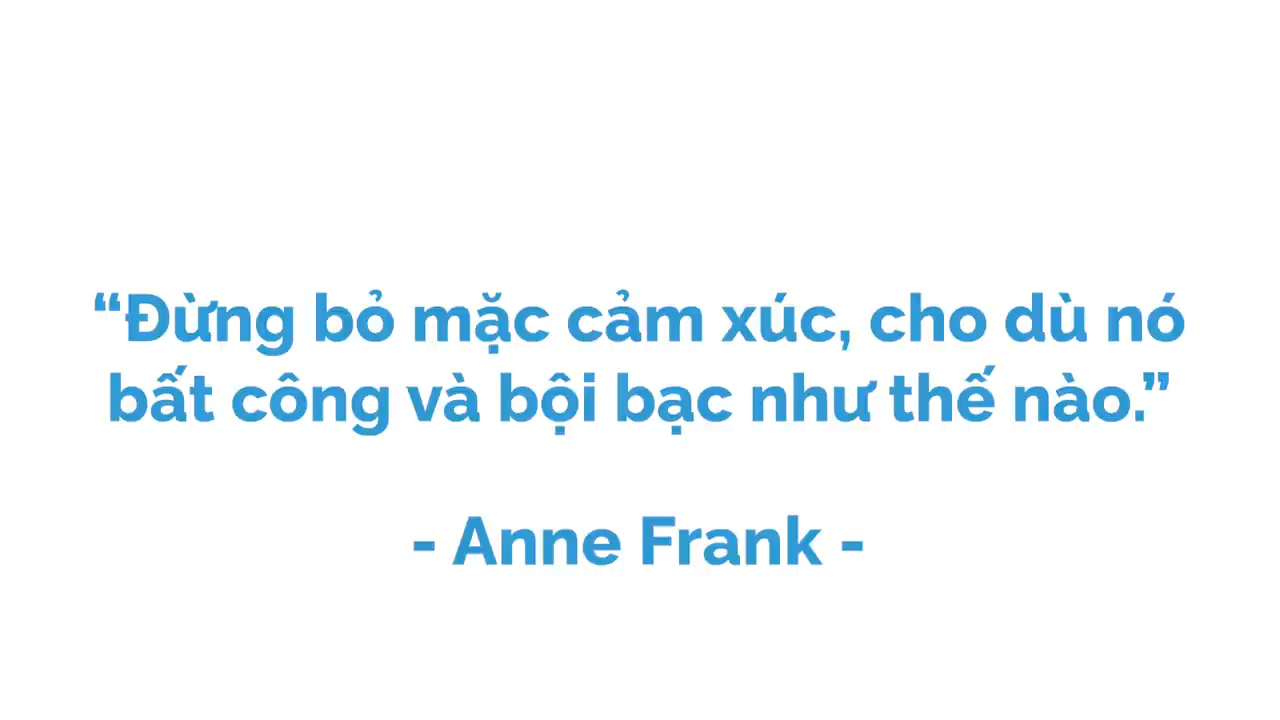 “Đừng bỏ mặc cảm xúc, cho dù nó
bất công và bội bạc như thế nào.”
- Anne Frank -